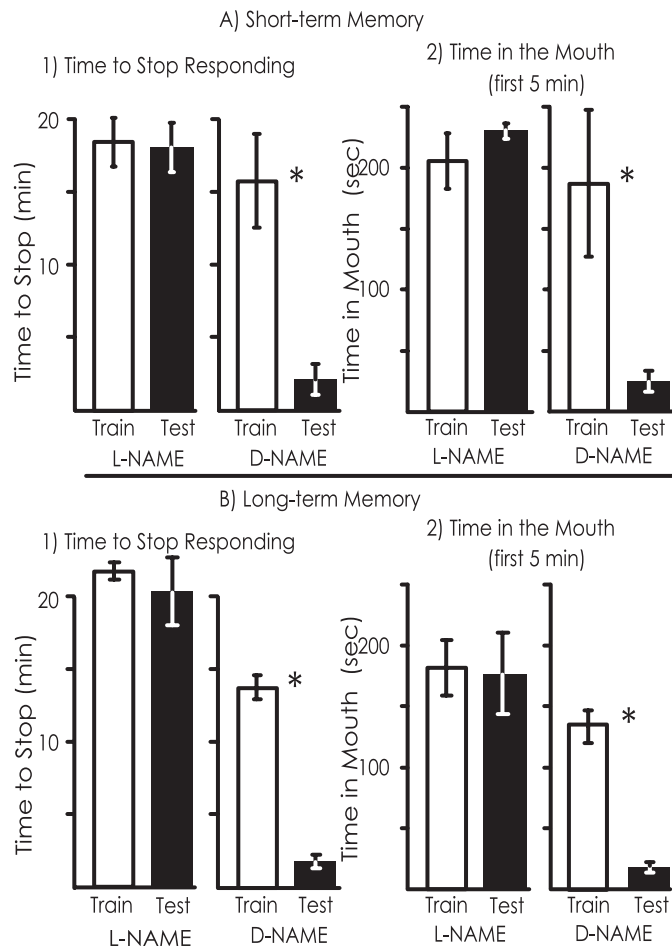 A) Short-term Memory
1) Time to Stop Responding
2) Time in the Mouth
(first 5 min)
Time to Stop (min)
20
10
*
Time in Mouth (sec)
200
100
*
Train Test Train Test
L-NAME D-NAME
Train Test Train Test
L-NAME D-NAME
B) Long-term Memory
1) Time to Stop Responding
2) Time in the Mouth
(first 5 min)
Time to Stop (min)
20
10
*
Time in Mouth (sec)
200
100
*
Train Test Train Test
L-NAME D-NAME
Train Test Train Test
L-NAME D-NAME